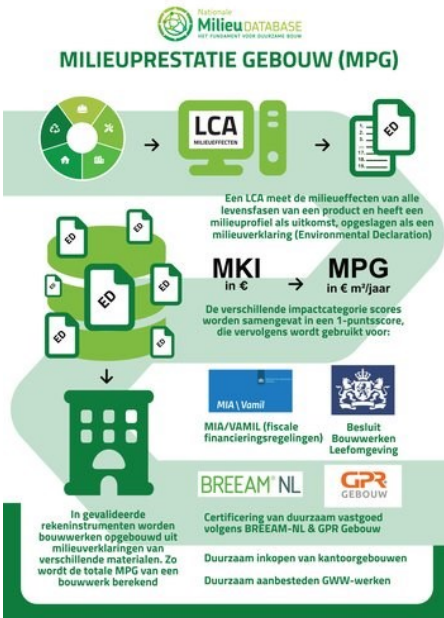 Nationale
MilieuDATABASE
HET FUNDAMENT VOOR DUURZAME BOUW
MILIEUPRESTATIE GEBOUW (MPG)
LCA
MILIEUEFFECTEN
ED
Een LCA meet de milieueffecten van alle
levensfasen van een product en heeft een
milieuprofiel als uitkomst, opgeslagen als een
milieuverklaring (Environmental Declaration)
ED
ED
ED
ED
ED
ED
ED
MKI
in €
MPG
in € m²/jaar
De verschillende impactcategorie scores
worden samengevat in een 1-puntsscore,
die vervolgens wordt gebruikt voor:
MIA \ Vamil
MIA/VAMIL (fiscale
financieringsregelingen)
Besluit
Bouwwerken
Leefomgeving
BREEAM® NL
GPR
GEBOUW
Certificering van duurzaam vastgoed
volgens BREEAM-NL & GPR Gebouw
Duurzaam inkopen van kantoorgebouwen
Duurzaam aanbesteden GWW-werken
In gevalideerde
rekeninstrumenten worden
bouwwerken opgebouwd uit
milieuverklaringen van
verschillende materialen. Zo
wordt de totale MPG van een
bouwwerk berekend